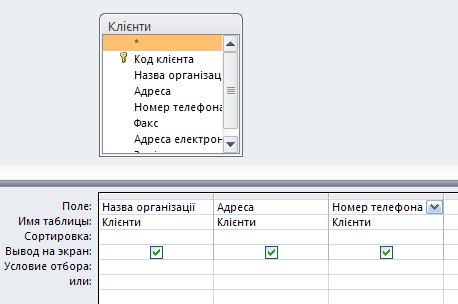 Клієнти
*
Код клієнта
Назва організац
Адреса
Номер телефона
Факс
Адреса електрон
Поле: Назва організації Адреса Номер телефона
Имя таблицы: Клієнти Клієнти Клієнти
Сортировка:
Вывод на экран:
Условие отбора:
или: